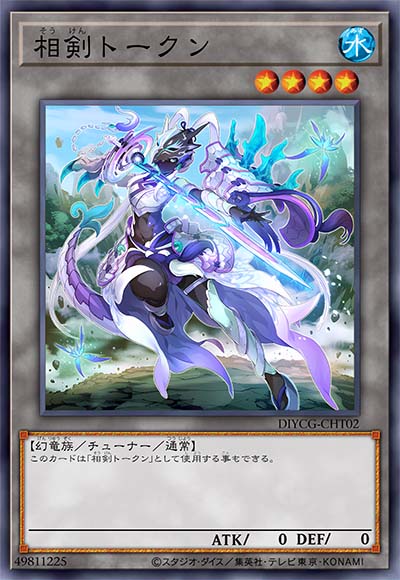 そう けん
相剣トークン
水
DIYCG-CHT02
【幻竜族／チューナー／通常】
このカードは「相剣トークン」として使用する事もできる。
ATK/ 0 DEF/ 0
49811225 ©スタジオ・ダイス／集英社・テレビ東京・KONAMI